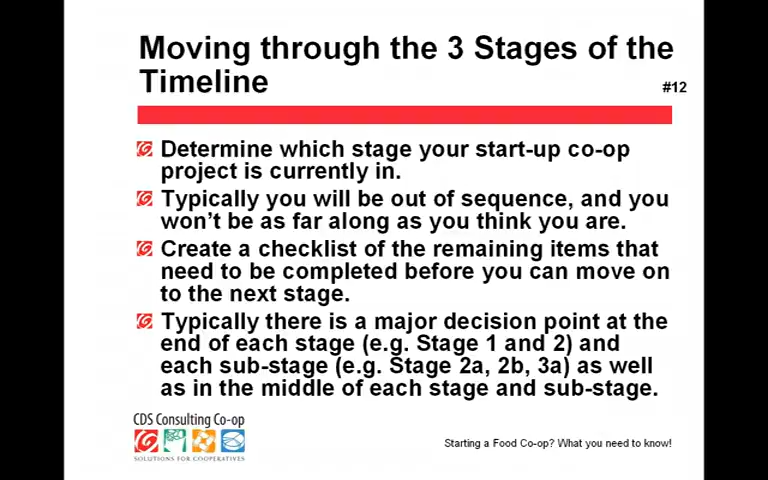 Moving through the 3 Stages of the
Timeline
#12
Determine which stage your start-up co-op
project is currently in.
Typically you will be out of sequence, and you
won't be as far along as you think you are.
Create a checklist of the remaining items that
need to be completed before you can move on
to the next stage.
Typically there is a major decision point at the
end of each stage (e.g. Stage 1 and 2) and
each sub-stage (e.g. Stage 2a, 2b, 3a) as well
as in the middle of each stage and sub-stage.
CDS Consulting Co-op
SOLUTIONS FOR COOPERATIVES
Starting a Food Co-op? What you need to know!